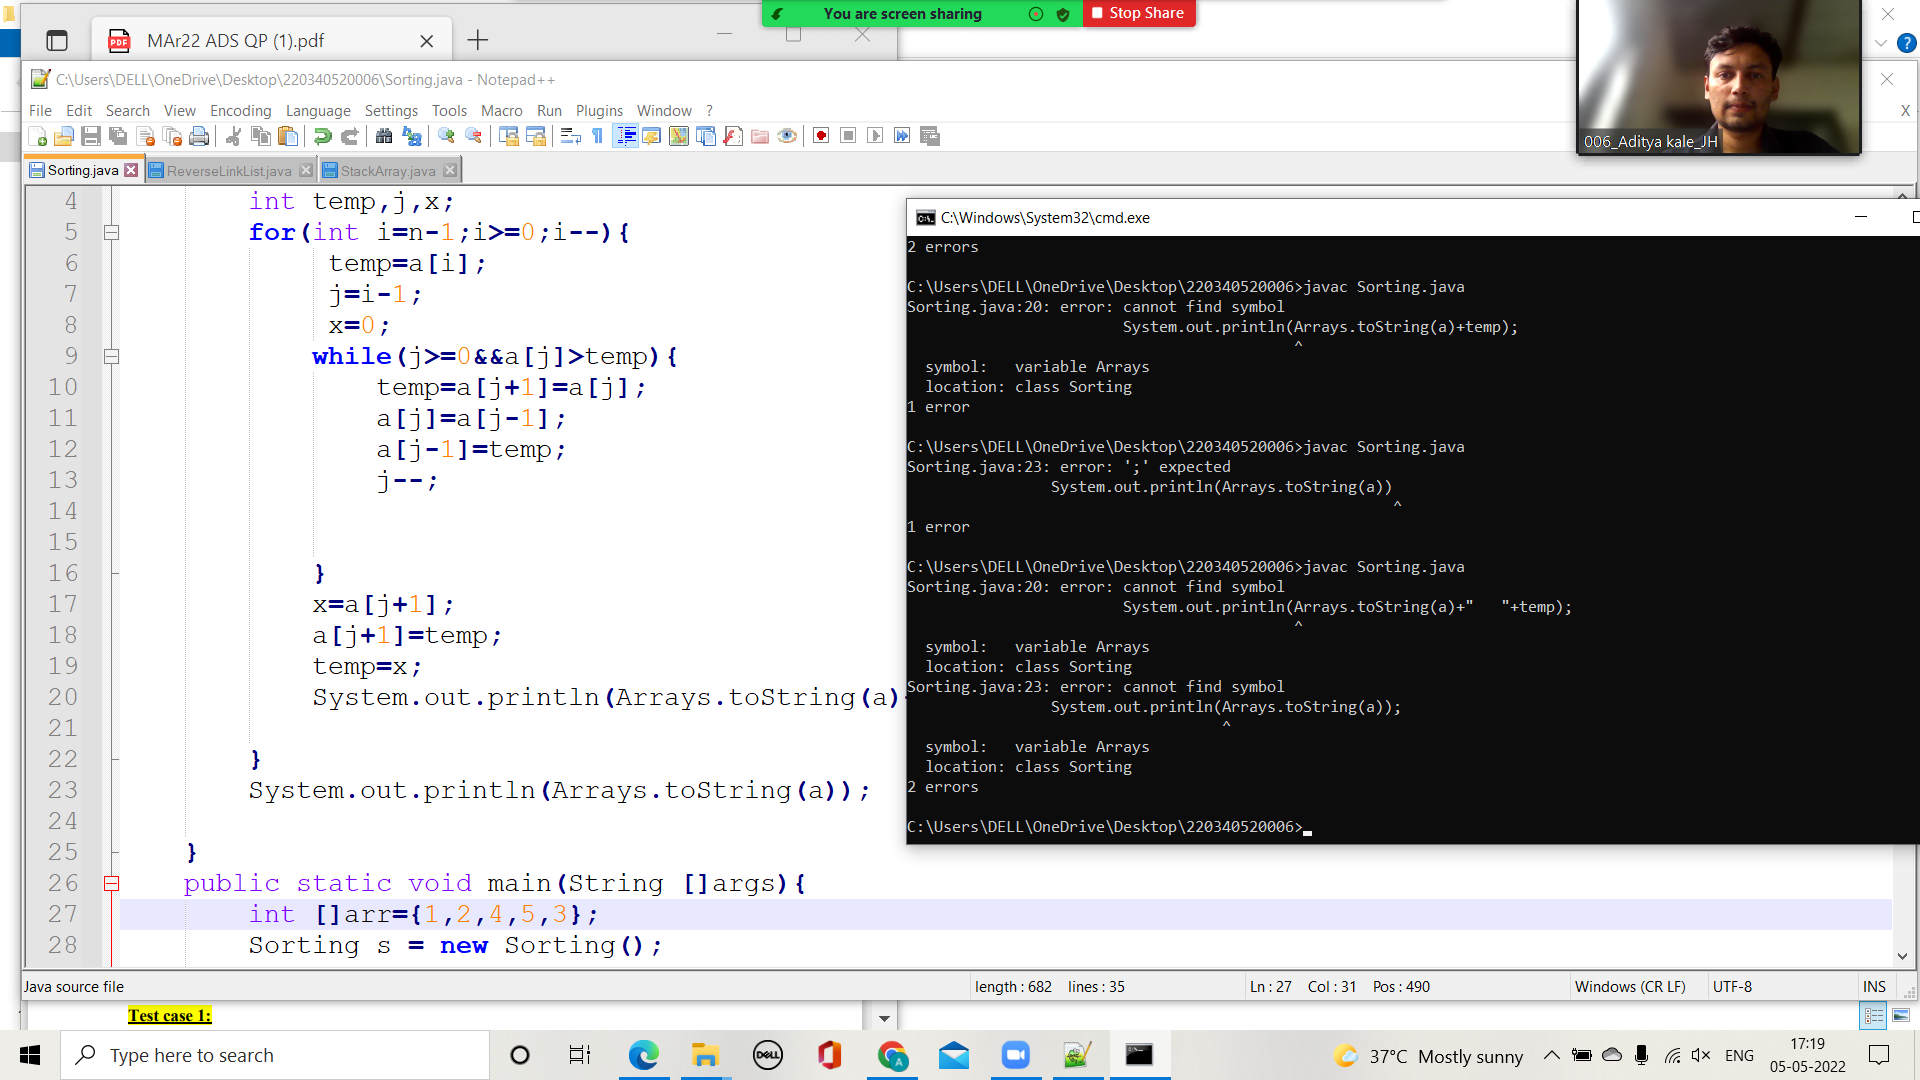 You are screen sharing
Stop Share
MAr22 ADS QP (1).pdf
006_Aditya kale_JH
C:\Users\DELL\OneDrive\Desktop\220340520006\Sorting.java - Notepad++
File Edit Search View Encoding Language Settings Tools Macro Run Plugins Window ?
Sorting.java ReverseLinkList.java StackArray.java
4 int temp,j,x;
5 for(int i=n-1;i>=0;i--){
6 temp=a[i];
7 j=i-1;
8 x=0;
9 while(j>=0&&a[j]>temp){
10 temp=a[j+1]=a[j];
11 a[j]=a[j-1];
12 a[j-1]=temp;
13 j--;
14
15
16 }
17 x=a[j+1];
18 a[j+1]=temp;
19 temp=x;
20 System.out.println(Arrays.toString(a)
21
22 }
23 System.out.println(Arrays.toString(a));
24
25 }
26 public static void main(String []args){
27 int []arr={1,2,4,5,3};
28 Sorting s = new Sorting();
C:\Windows\System32\cmd.exe
2 errors
C:\Users\DELL\OneDrive\Desktop\220340520006>javac Sorting.java
Sorting.java:20: error: cannot find symbol
System.out.println(Arrays.toString(a)+temp);
^
symbol:   variable Arrays
location: class Sorting
1 error
C:\Users\DELL\OneDrive\Desktop\220340520006>javac Sorting.java
Sorting.java:23: error: ';' expected
System.out.println(Arrays.toString(a))
^
1 error
C:\Users\DELL\OneDrive\Desktop\220340520006>javac Sorting.java
Sorting.java:20: error: cannot find symbol
System.out.println(Arrays.toString(a)+"   "+temp);
^
symbol:   variable Arrays
location: class Sorting
Sorting.java:23: error: cannot find symbol
System.out.println(Arrays.toString(a));
^
symbol:   variable Arrays
location: class Sorting
2 errors
C:\Users\DELL\OneDrive\Desktop\220340520006>
Java source file length : 682 lines : 35 Ln : 27 Col : 31 Pos : 490 Windows (CR LF) UTF-8 INS
Test case 1:
Type here to search
DELL
A
37°C Mostly sunny
ENG
17:19
05-05-2022